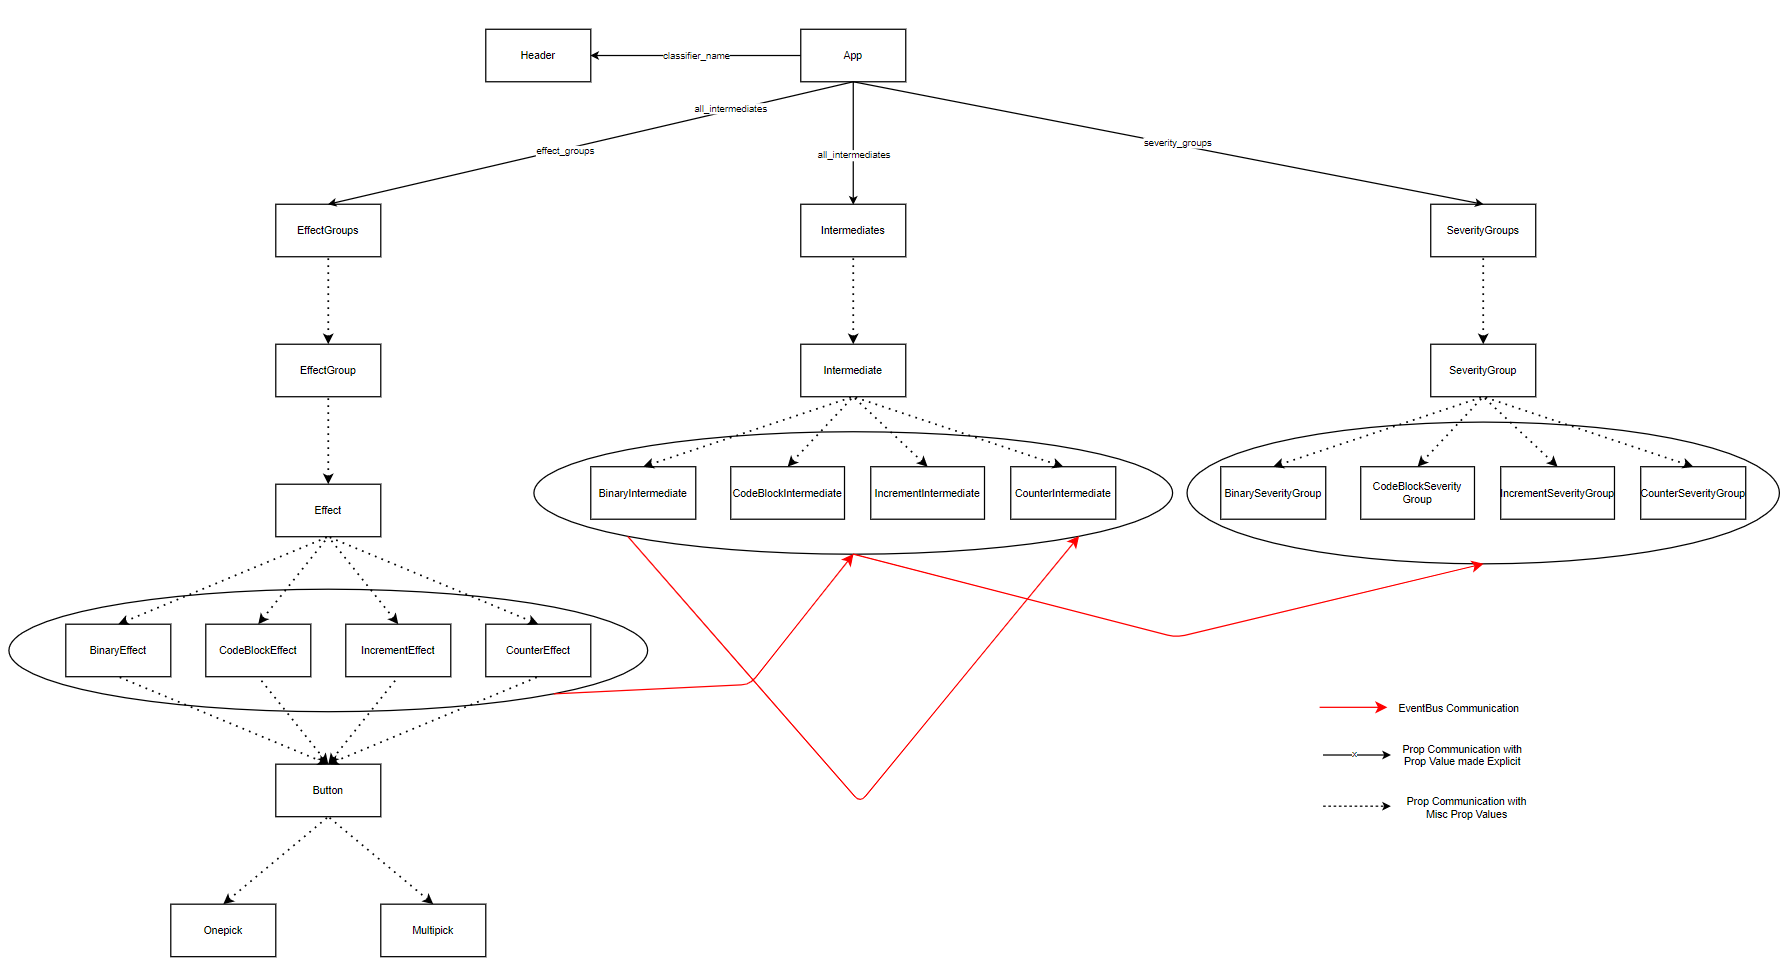 Header
classifier_name
App
all_intermediates
effect_groups
all_intermediates
severity_groups
EffectGroups
Intermediates
SeverityGroups
EffectGroup
Intermediate
SeverityGroup
BinaryIntermediate
CodeBlockIntermediate
IncrementIntermediate
CounterIntermediate
BinarySeverityGroup
CodeBlockSeverity
Group
IncrementSeverityGroup
CounterSeverityGroup
Effect
BinaryEffect
CodeBlockEffect
IncrementEffect
CounterEffect
EventBus Communication
x
Prop Communication with
Prop Value made Explicit
Prop Communication with
Misc Prop Values
Button
Onepick
Multipick